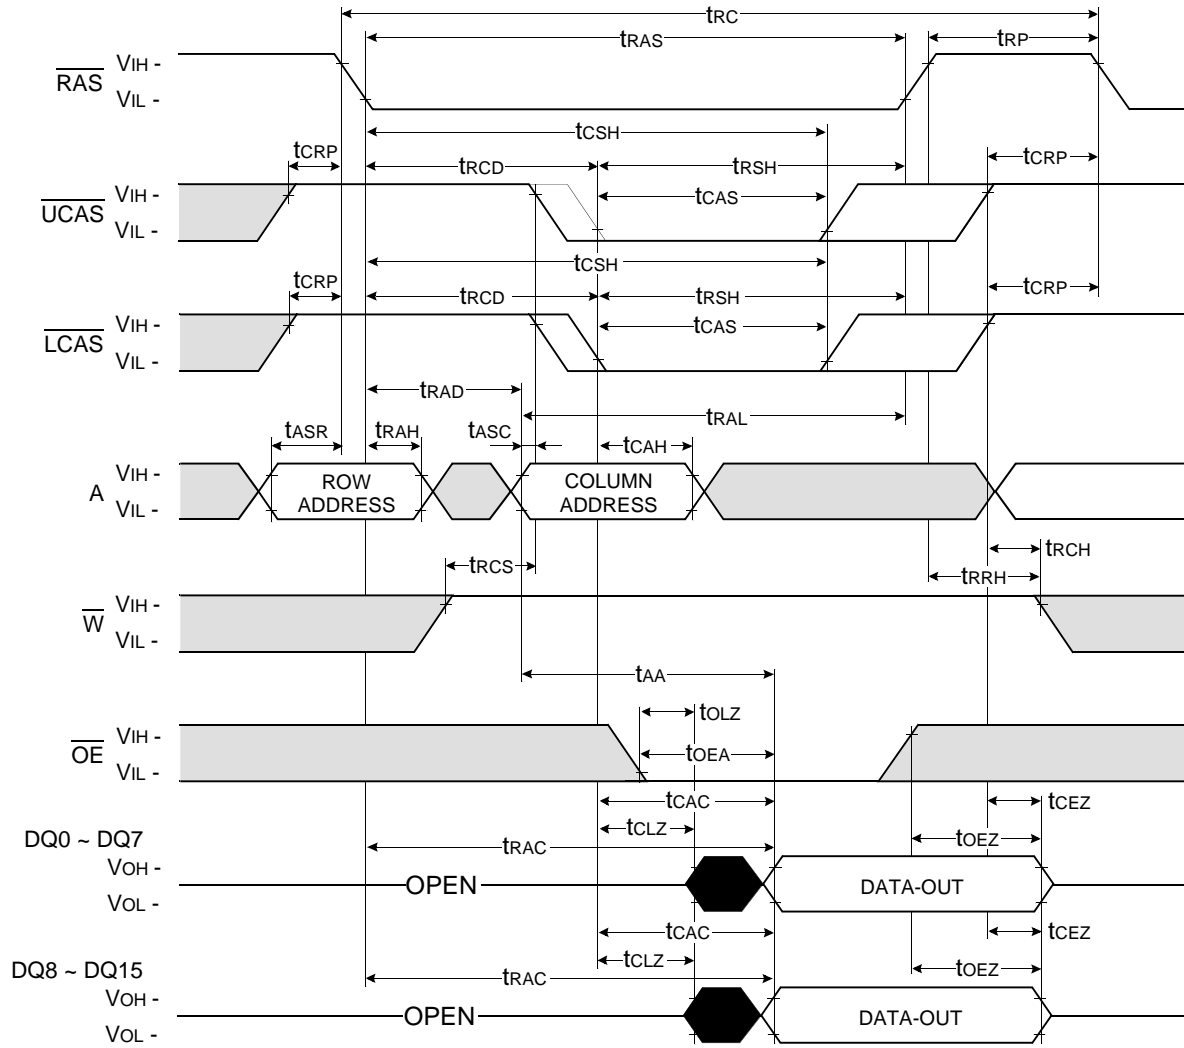 tRC
tRAS
tRP
RAS
VIH -
VIL -
tCSH
tCRP
tRCD
tRSH
tCRP
UCAS
VIH -
VIL -
tCAS
tCSH
tCRP
tRCD
tRSH
tCRP
LCAS
VIH -
VIL -
tCAS
tRAD
tRAL
tASR
tRAH
tASC
tCAH
A
VIH -
VIL -
ROW
ADDRESS
COLUMN
ADDRESS
tRCS
tRCH
tRRH
W
VIH -
VIL -
tAA
tOLZ
OE
VIH -
VIL -
tOEA
tCAC
tCEZ
tCLZ
tOEZ
DQ0 ~ DQ7
tRAC
VOH -
VOL -
OPEN
DATA-OUT
tCAC
tCEZ
tCLZ
tOEZ
DQ8 ~ DQ15
tRAC
VOH -
VOL -
OPEN
DATA-OUT